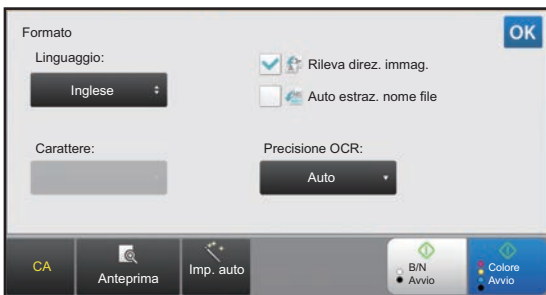 Formato
OK
Linguaggio:
Rileva direz. immag.
Inglese
Auto estraz. nome file
Carattere:
Precisione OCR:
Auto
CA
Anteprima
Imp. auto
B/N
Avvio
Colore
Avvio